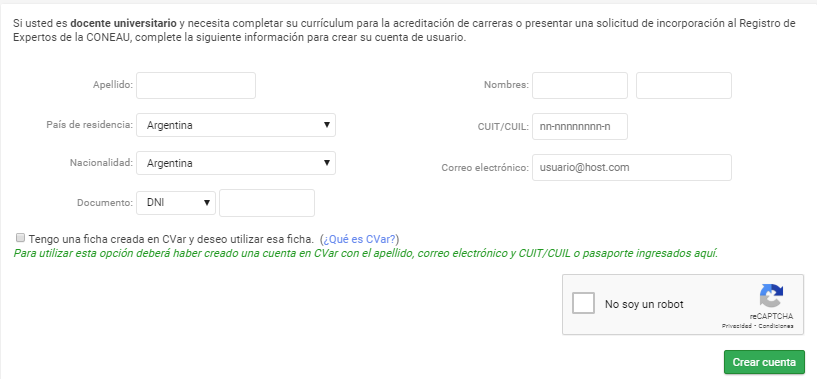 Si usted es docente universitario y necesita completar su currículum para la acreditación de carreras o presentar una solicitud de incorporación al Registro de
Expertos de la CONEAU, complete la siguiente información para crear su cuenta de usuario.
Apellido:
Nombres:
País de residencia: Argentina
CUIT/CUIL: nn-nnnnnnnn-n
Nacionalidad: Argentina
Correo electrónico: usuario@host.com
Documento: DNI
Tengo una ficha creada en CVar y deseo utilizar esa ficha. (¿Qué es CVar?)
Para utilizar esta opción deberá haber creado una cuenta en CVar con el apellido, correo electrónico y CUIT/CUIL o pasaporte ingresados aquí.
No soy un robot
reCAPTCHA
Privacidad - Condiciones
Crear cuenta